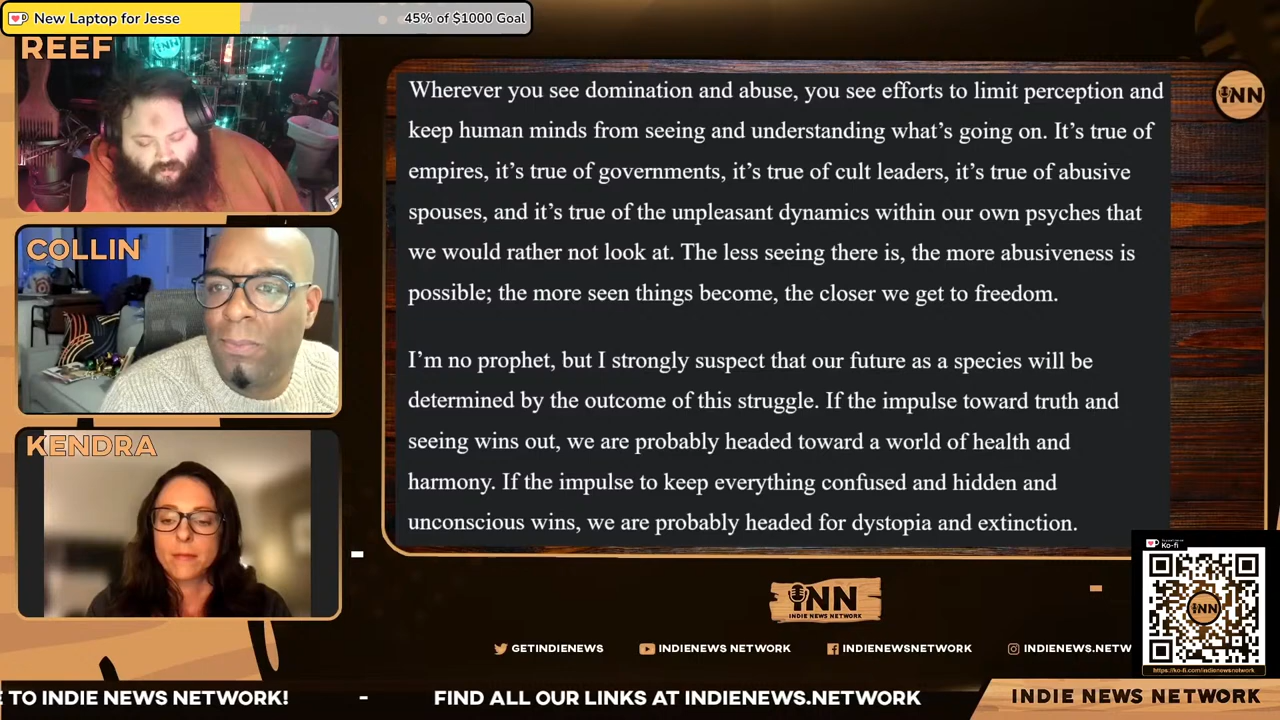 New Laptop for Jesse
45% of $1000 Goal
REEF
COLLIN
KENDRA
Wherever you see domination and abuse, you see efforts to limit perception and
keep human minds from seeing and understanding what’s going on. It’s true of
empires, it’s true of governments, it’s true of cult leaders, it’s true of abusive
spouses, and it’s true of the unpleasant dynamics within our own psyches that
we would rather not look at. The less seeing there is, the more abusiveness is
possible; the more seen things become, the closer we get to freedom.
I’m no prophet, but I strongly suspect that our future as a species will be
determined by the outcome of this struggle. If the impulse toward truth and
seeing wins out, we are probably headed toward a world of health and
harmony. If the impulse to keep everything confused and hidden and
unconscious wins, we are probably headed for dystopia and extinction.
INN
INN
INDIE NEWS NETWORK
Ko-fi
INN
https://ko-fi.com/indienewsnetwork
GETINDIENEWS
INDIENEWS NETWORK
INDIENEWSNETWORK
INDIENEWS.NETW
E TO INDIE NEWS NETWORK! - FIND ALL OUR LINKS AT INDIENEWS.NETWORK
INDIE NEWS NETWORK